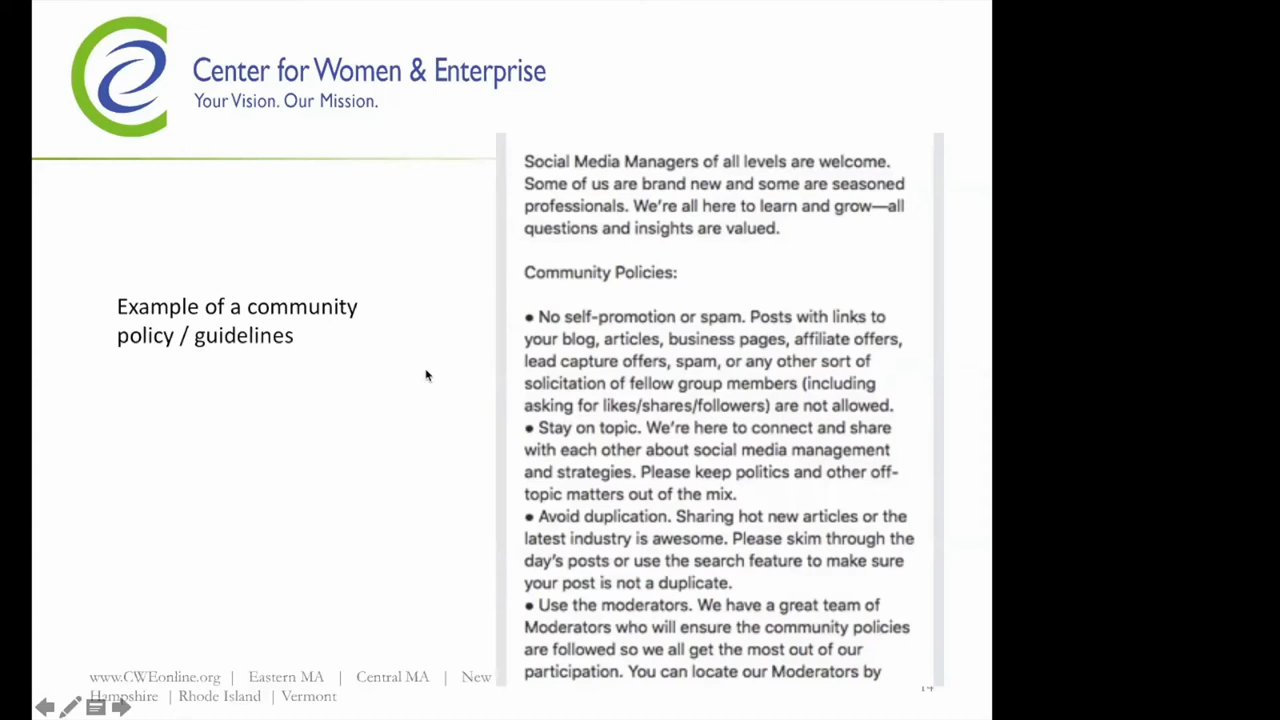 Center for Women & Enterprise
Your Vision. Our Mission.
Example of a community
policy / guidelines
Social Media Managers of all levels are welcome.
Some of us are brand new and some are seasoned
professionals. We're all here to learn and grow—all
questions and insights are valued.
Community Policies:
● No self-promotion or spam. Posts with links to
your blog, articles, business pages, affiliate offers,
lead capture offers, spam, or any other sort of
solicitation of fellow group members (including
asking for likes/shares/followers) are not allowed.
● Stay on topic. We're here to connect and share
with each other about social media management
and strategies. Please keep politics and other off-
topic matters out of the mix.
● Avoid duplication. Sharing hot new articles or the
latest industry is awesome. Please skim through the
day's posts or use the search feature to make sure
your post is not a duplicate.
● Use the moderators. We have a great team of
Moderators who will ensure the community policies
are followed so we all get the most out of our
participation. You can locate our Moderators by
www.CWEonline.org | Eastern MA | Central MA | New
Hampshire | Rhode Island | Vermont
14